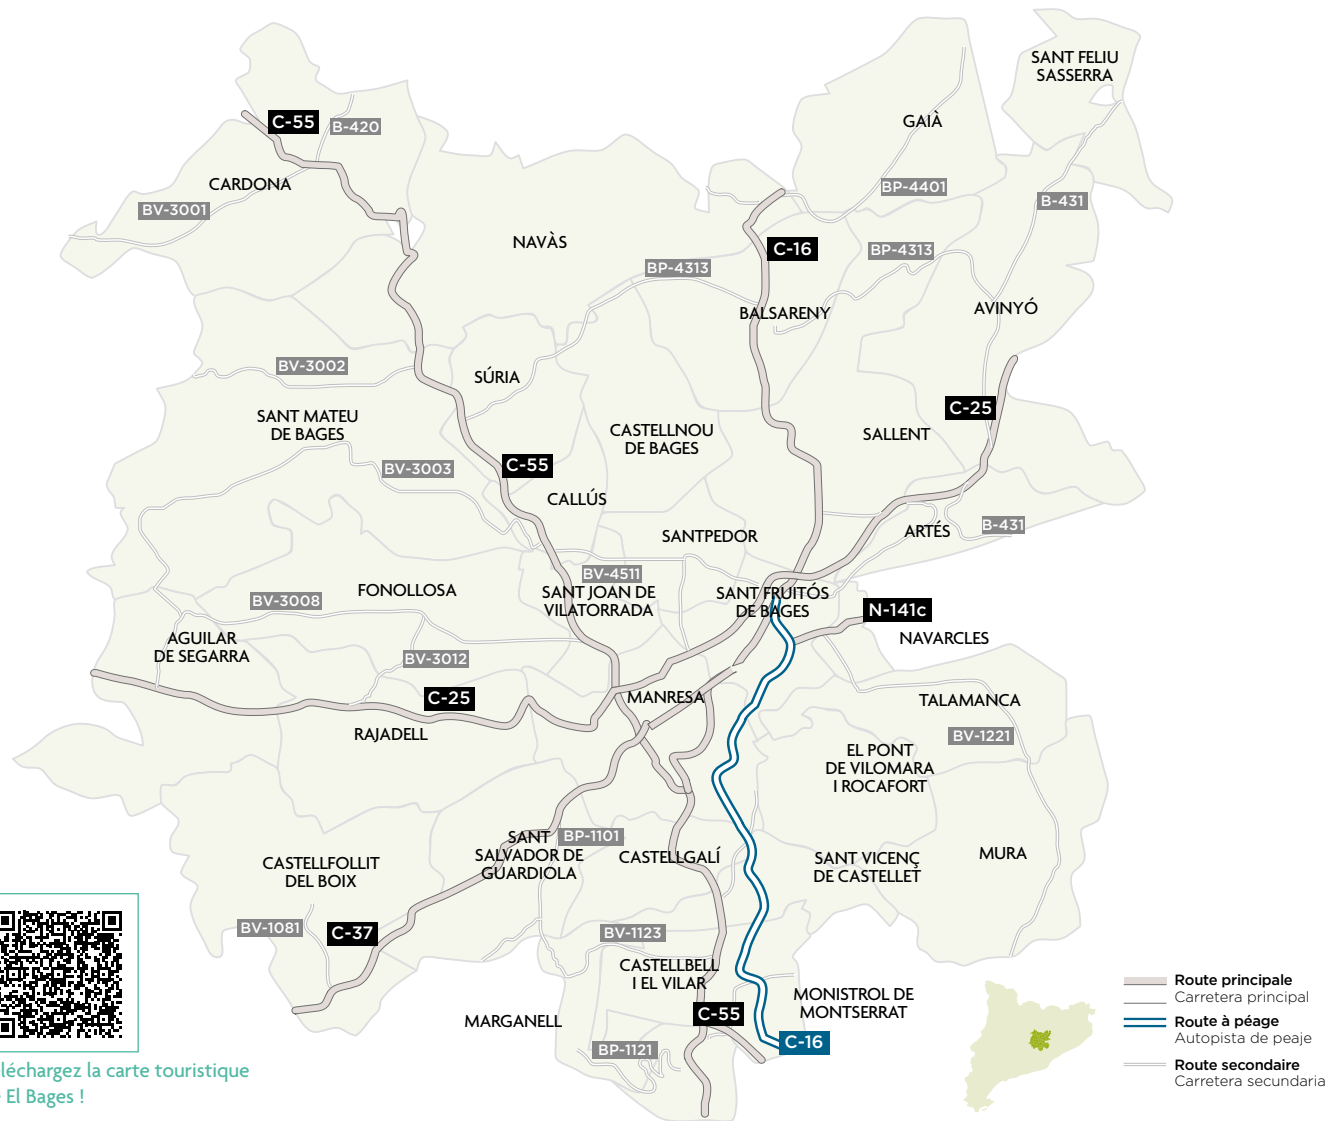 SANT FELIU
SASSERRA
C-55
B-420
GAIÀ
CARDONA
BP-4401
B-431
BV-3001
NAVÀS
C-16
BP-4313
BP-4313
BALSARENY
AVINYÓ
BV-3002
SÚRIA
C-25
SANT MATEU
DE BAGES
CASTELLNOU
DE BAGES
SALLENT
BV-3003
C-55
CALLÚS
SANTPEDOR
ARTÉS
B-431
BV-4511
FONOLLOSA
SANT JOAN DE
VILATORRADA
SANT FRUITÓS
DE BAGES
BV-3008
N-141c
AGUILAR
DE SEGARRA
NAVARCLES
BV-3012
C-25
MANRESA
TALAMANCA
RAJADELL
BV-1221
EL PONT
DE VILOMARA
I ROCAFORT
SANT
SALVADOR DE
GUARDIOLA
BP-1101
CASTELLGALÍ
SANT VICENÇ
DE CASTELLET
MURA
CASTELLFOLLIT
DEL BOIX
BV-1081
C-37
BV-1123
CASTELLBELL
I EL VILAR
MONISTROL DE
MONTSERRAT
MARGANELL
C-55
C-16
BP-1121
léchargez la carte touristique
El Bages !
Route principale
Carretera principal
Route à péage
Autopista de peaje
Route secondaire
Carretera secundaria